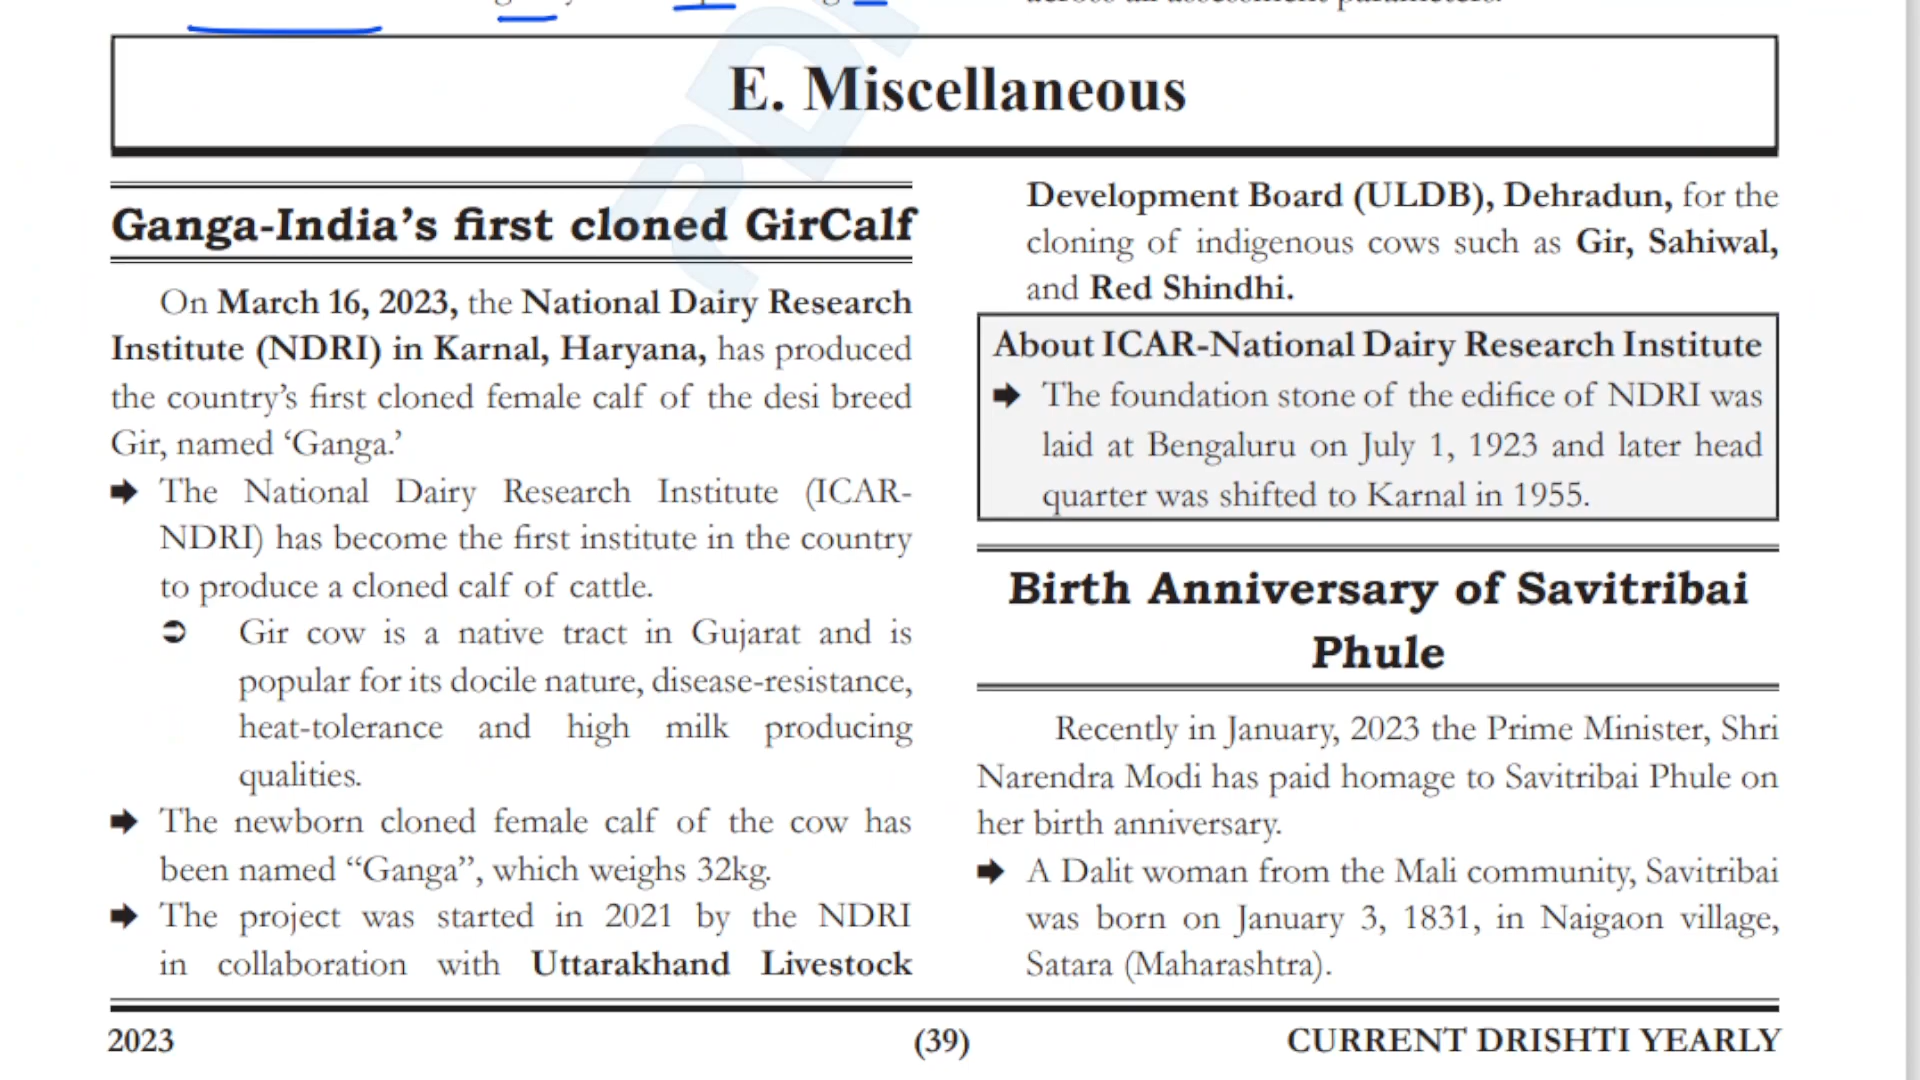 across all assessment parameters.
E. Miscellaneous
Ganga-India’s first cloned GirCalf
On March 16, 2023, the National Dairy Research
Institute (NDRI) in Karnal, Haryana, has produced
the country’s first cloned female calf of the desi breed
Gir, named ‘Ganga.’
➡ The National Dairy Research Institute (ICAR-
NDRI) has become the first institute in the country
to produce a cloned calf of cattle.
➲ Gir cow is a native tract in Gujarat and is
popular for its docile nature, disease-resistance,
heat-tolerance and high milk producing
qualities.
➡ The newborn cloned female calf of the cow has
been named “Ganga”, which weighs 32kg.
➡ The project was started in 2021 by the NDRI
in collaboration with Uttarakhand Livestock
Development Board (ULDB), Dehradun, for the
cloning of indigenous cows such as Gir, Sahiwal,
and Red Shindhi.
About ICAR-National Dairy Research Institute
➡ The foundation stone of the edifice of NDRI was
laid at Bengaluru on July 1, 1923 and later head
quarter was shifted to Karnal in 1955.
Birth Anniversary of Savitribai
Phule
Recently in January, 2023 the Prime Minister, Shri
Narendra Modi has paid homage to Savitribai Phule on
her birth anniversary.
➡ A Dalit woman from the Mali community, Savitribai
was born on January 3, 1831, in Naigaon village,
Satara (Maharashtra).
2023 (39) CURRENT DRISHTI YEARLY